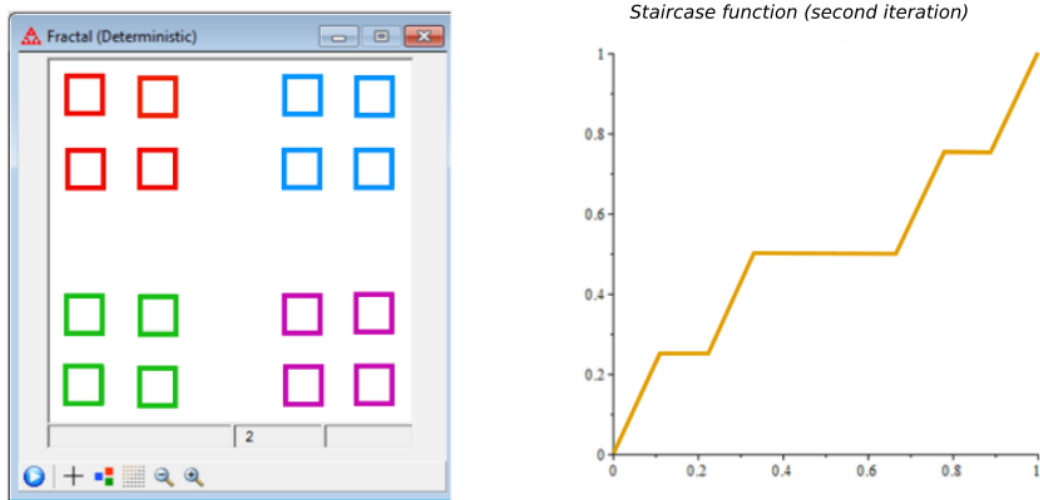 Fractal (Deterministic)
2
Staircase function (second iteration)
1
0.8
0.6
0.4
0.2
0
0 0.2 0.4 0.6 0.8 1